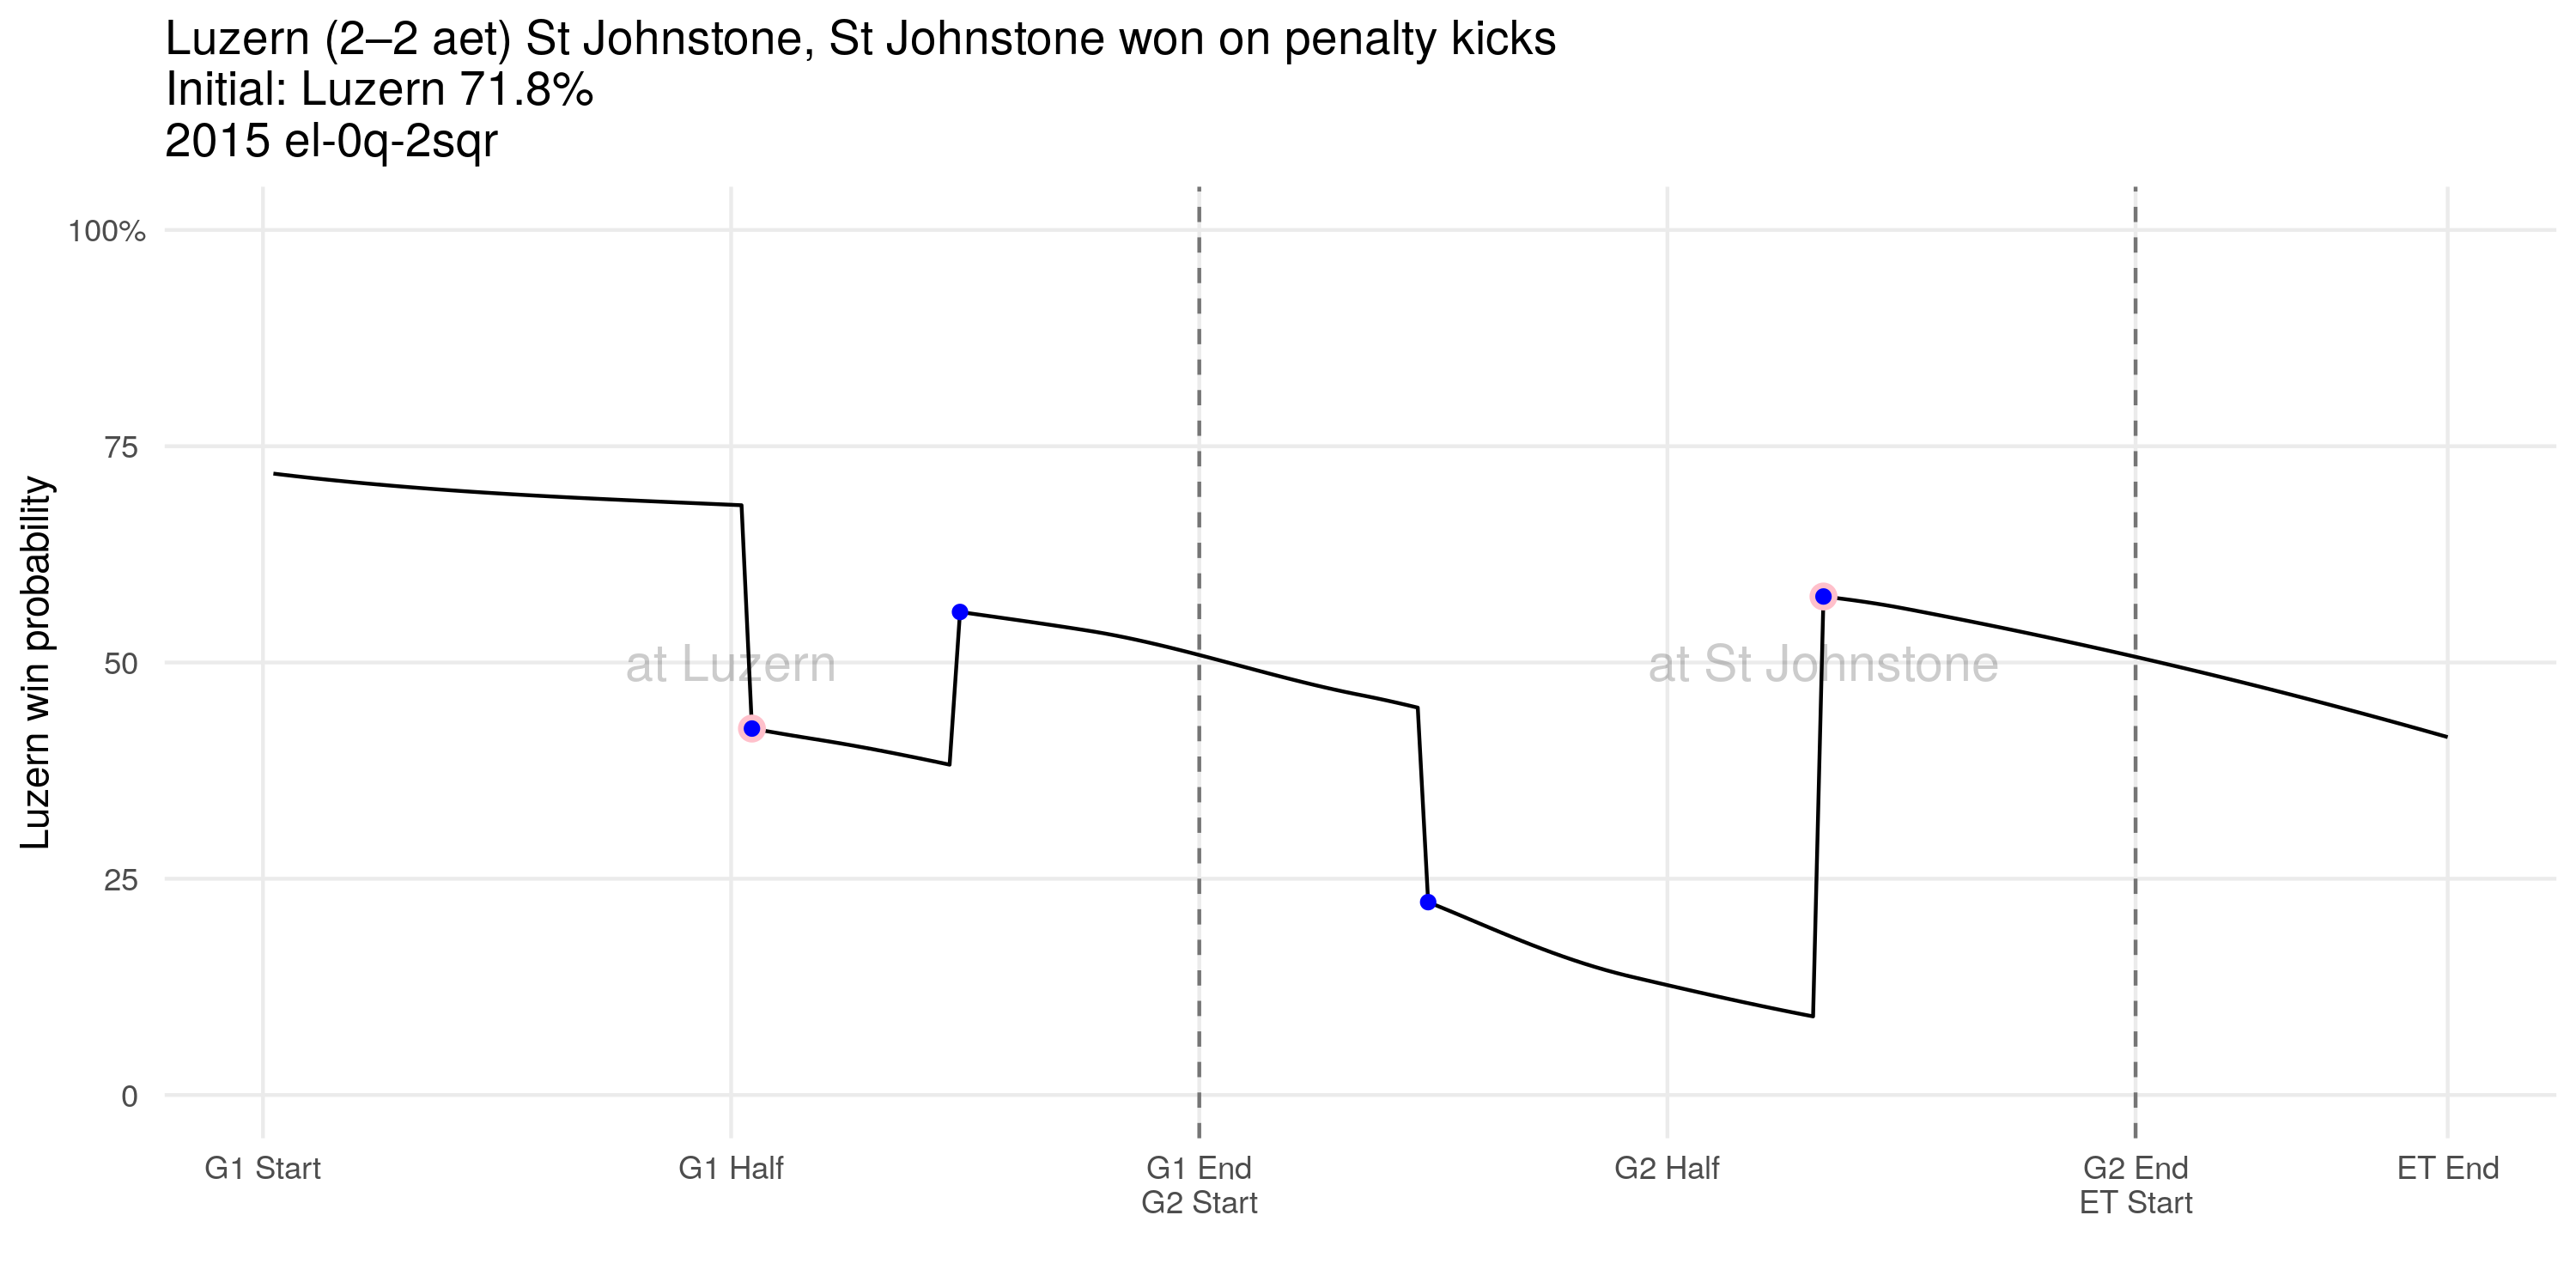 Luzern (2–2 aet) St Johnstone, St Johnstone won on penalty kicks
Initial: Luzern 71.8%
2015 el-0q-2sqr
Luzern win probability
100%
75
50
25
0
at Luzern
at St Johnstone
G1 Start
G1 Half
G1 End
G2 Start
G2 Half
G2 End
ET Start
ET End